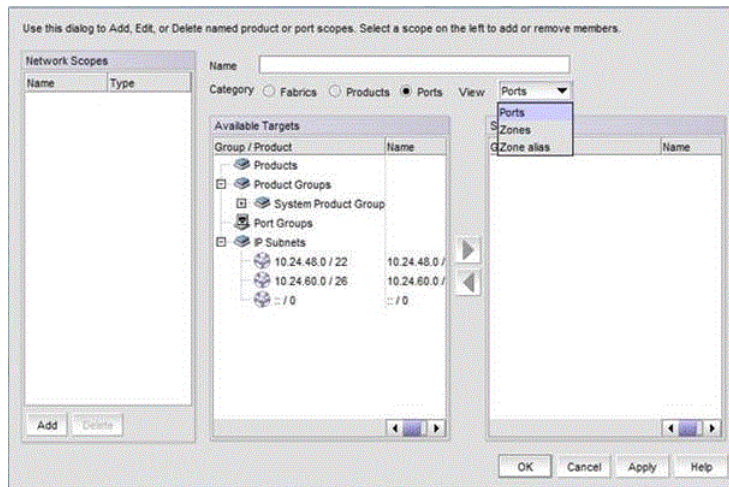 Use this dialog to Add, Edit, or Delete named product or port scopes. Select a scope on the left to add or remove members.
Network Scopes
Name Type
Add Delete
Name
Category Fabrics Products Ports View Ports
Ports
Zones
Zone alias
Available Targets
Group / Product Name
Products
Product Groups
System Product Group
Port Groups
IP Subnets
10.24.48.0 / 22 10.24.48.0 /
10.24.60.0 / 26 10.24.60.0 /
:: / 0 :: / 0
S
G Name
OK Cancel Apply Help